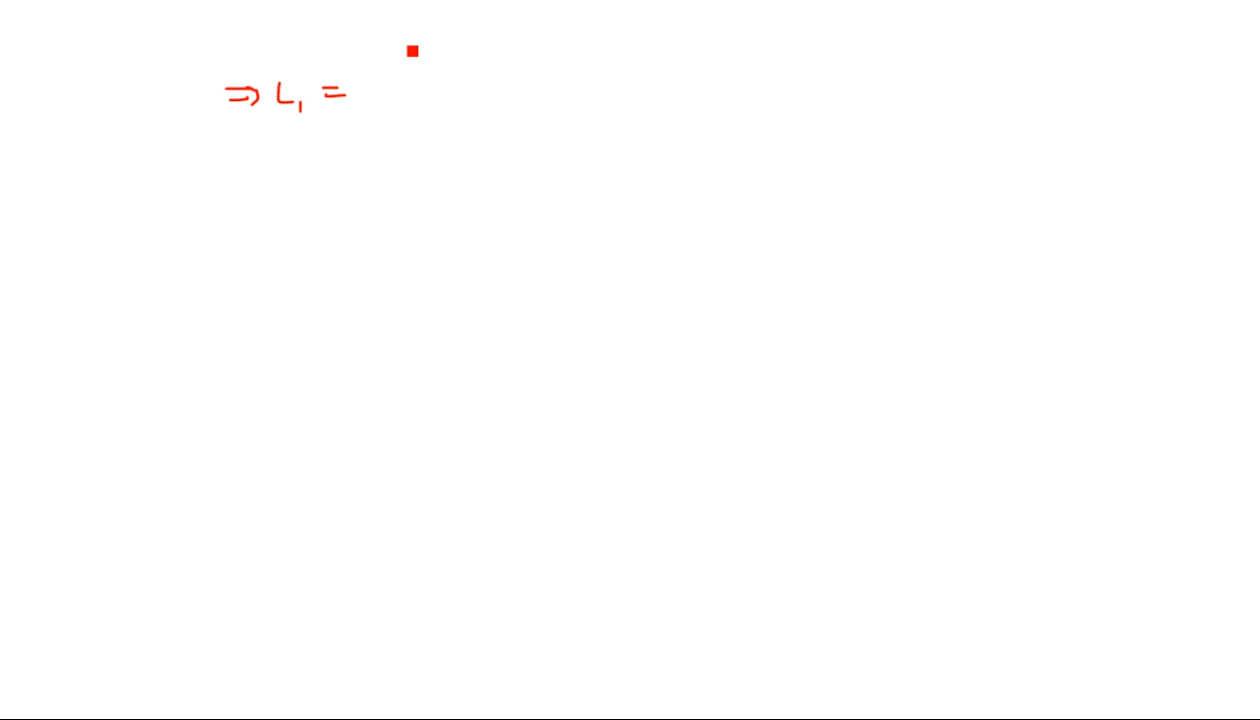 ⇒ L₁ =